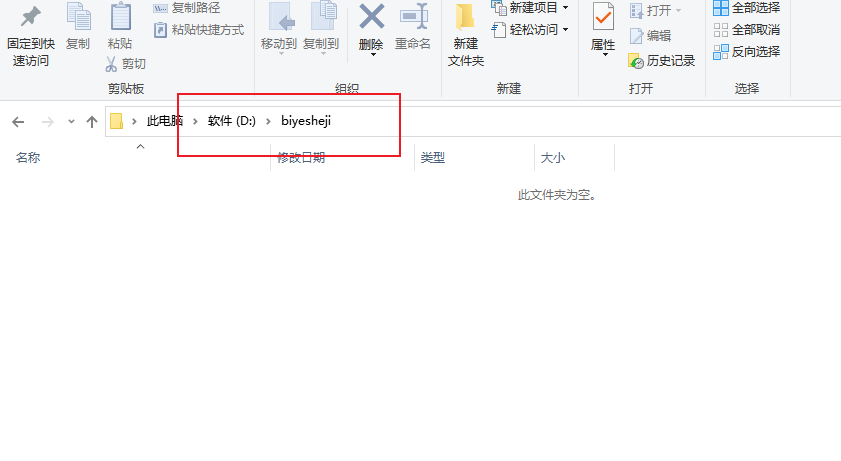 固定到快
速访问
复制
粘贴
复制路径
粘贴快捷方式
剪切
剪贴板
移动到
复制到
删除
重命名
组织
新建
文件夹
新建项目
轻松访问
新建
属性
打开
编辑
历史记录
打开
全部选择
全部取消
反向选择
选择
此电脑 › 软件 (D:) › biyesheji
名称 修改日期 类型 大小
此文件夹为空。